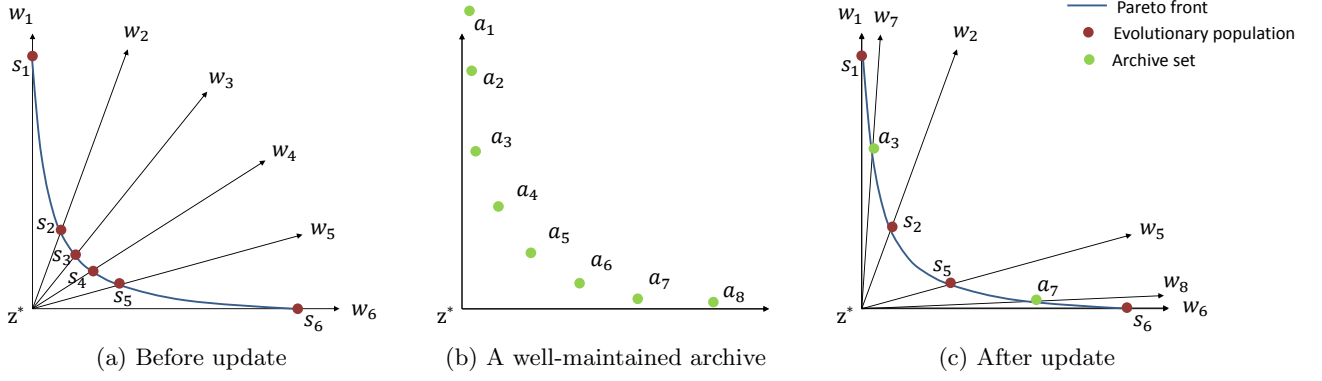 w₁
w₂
w₃
w₄
w₅
w₆
s₁
s₂
s₃
s₄
s₅
s₆
z*
(a) Before update
a₁
a₂
a₃
a₄
a₅
a₆
a₇
a₈
(b) A well-maintained archive
Pareto front
Evolutionary population
Archive set
w₁
w₇
w₂
w₅
w₈
w₆
s₁
a₃
s₂
s₅
a₇
s₆
z*
(c) After update